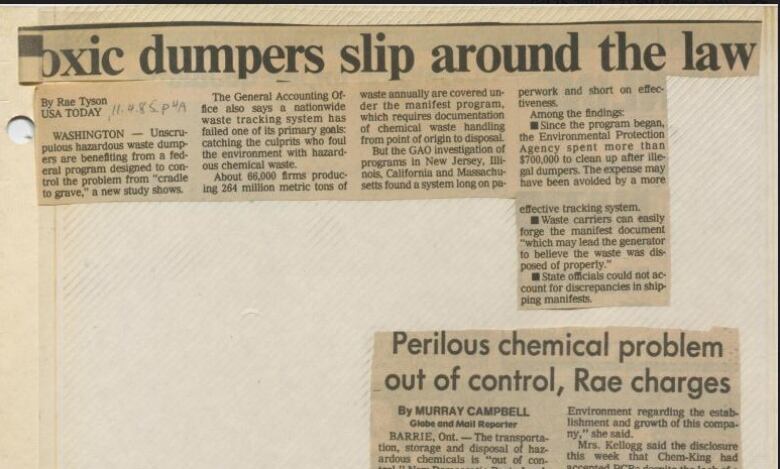 oxic dumpers slip around the law
By Rae Tyson
USA TODAY 11.4.85 P4A
WASHINGTON — Unscru-
pulous hazardous waste dump-
ers are benefiting from a fed-
eral program designed to con-
trol the problem from "cradle
to grave," a new study shows.
The General Accounting Of-
fice also says a nationwide
waste tracking system has
failed one of its primary goals:
catching the culprits who foul
the environment with hazard-
ous chemical waste.
About 66,000 firms produc-
ing 264 million metric tons of
waste annually are covered un-
der the manifest program,
which requires documentation
of chemical waste handling
from point of origin to disposal.
But the GAO investigation of
programs in New Jersey, Illi-
nois, California and Massachu-
setts found a system long on pa-
perwork and short on effec-
tiveness.
Among the findings:
■ Since the program began,
the Environmental Protection
Agency spent more than
$700,000 to clean up after ille-
gal dumpers. The expense may
have been avoided by a more
effective tracking system.
■ Waste carriers can easily
forge the manifest document
"which may lead the generator
to believe the waste was dis-
posed of properly."
■ State officials could not ac-
count for discrepancies in ship-
ping manifests.
Perilous chemical problem
out of control, Rae charges
By MURRAY CAMPBELL
Globe and Mail Reporter
BARRIE, Ont. — The transporta-
tion, storage and disposal of haz-
ardous chemicals is "out of con-
Environment regarding the estab-
lishment and growth of this compa-
ny," she said.
Mrs. Kellogg said the disclosure
this week that Chem-King had